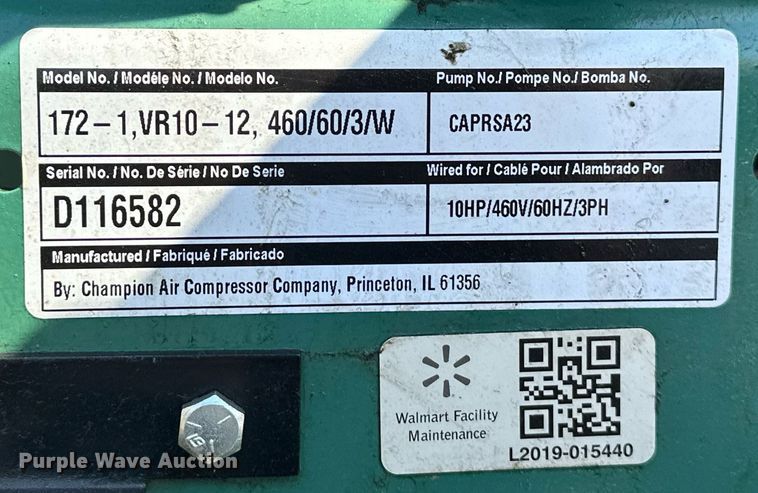 Model No. / Modéle No. / Modelo No.
Pump No./ Pompe No./ Bomba No.
172-1,VR10-12, 460/60/3/W
CAPRSA23
Serial No. / No. De Série / No De Serie
Wired for / Cablé Pour / Alambrado Por
D116582
10HP/460V/60HZ/3PH
Manufactured / Fabriqué / Fabricado
By: Champion Air Compressor Company, Princeton, IL 61356
Walmart Facility
Maintenance
L2019-015440
Purple Wave Auction